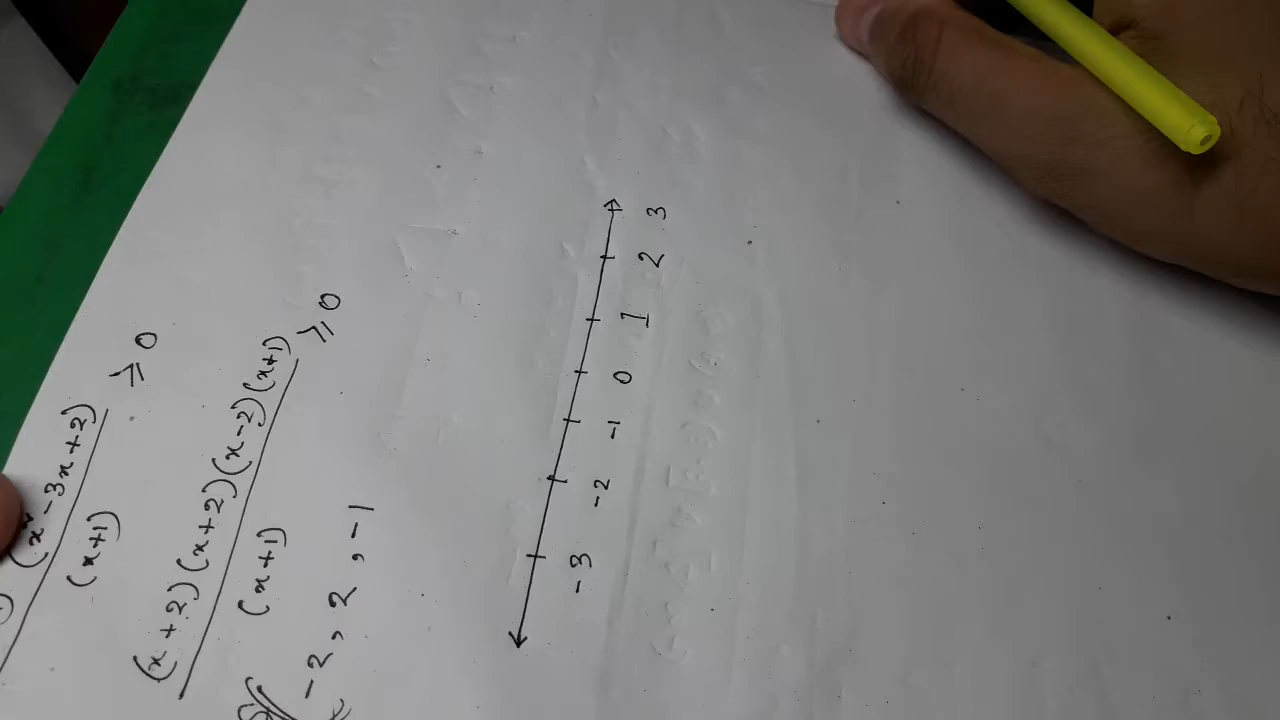 (x² - 3x + 2)
(x+1) ≥ 0
(x+2)(x+2)(x-2)(x+1)
(x+1) ≥ 0
-2, 2, -1
-3 -2 -1 0 1 2 3